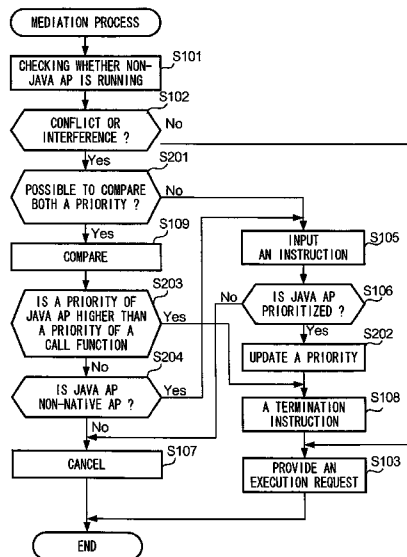 MEDIATION PROCESS
S101
CHECKING WHETHER NON-
JAVA AP IS RUNNING
S102
CONFLICT OR
INTERFERENCE ?
No
Yes
S201
POSSIBLE TO COMPARE
BOTH A PRIORITY ?
No
Yes
S109
COMPARE
S105
INPUT
AN INSTRUCTION
S203
IS A PRIORITY OF
JAVA AP HIGHER THAN
A PRIORITY OF A
CALL FUNCTION
Yes
No
S106
IS JAVA AP
PRIORITIZED ?
No
Yes
S202
UPDATE A PRIORITY
S204
IS JAVA AP
NON-NATIVE AP ?
Yes
No
S108
A TERMINATION
INSTRUCTION
S107
CANCEL
S103
PROVIDE AN
EXECUTION REQUEST
END